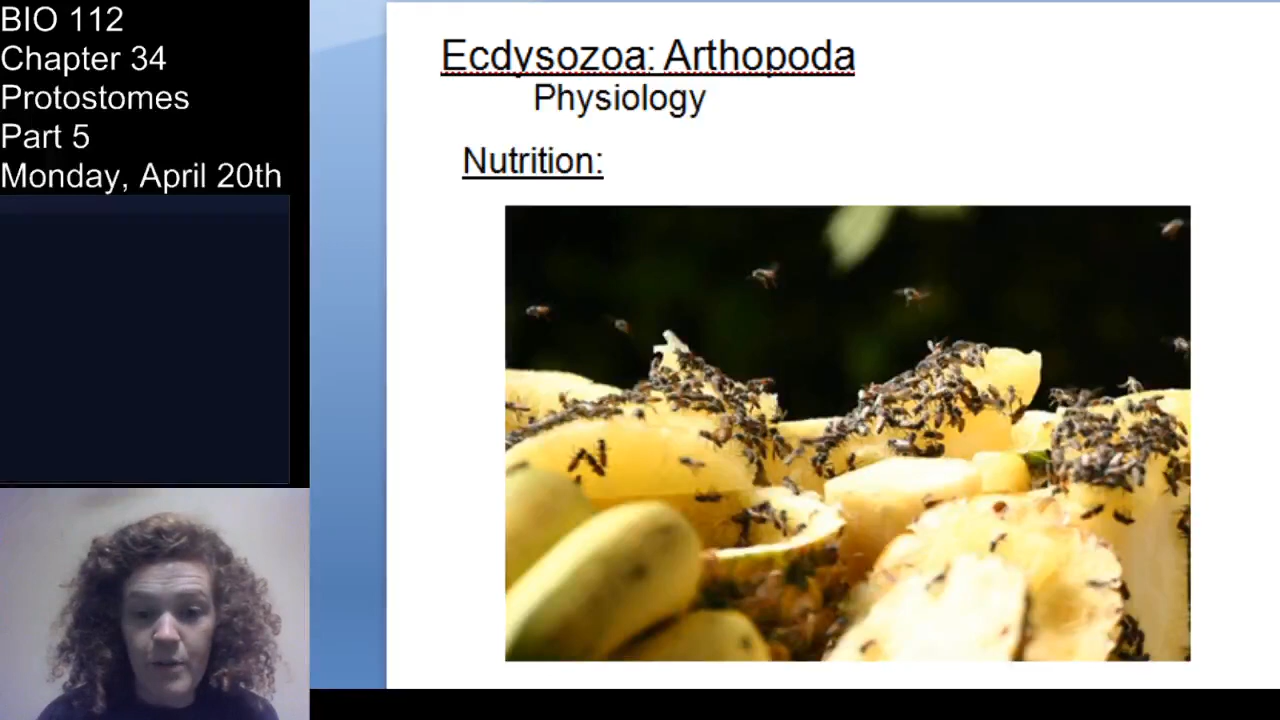 BIO 112
Chapter 34
Protostomes
Part 5
Monday, April 20th
Ecdysozoa: Arthopoda
Physiology
Nutrition: